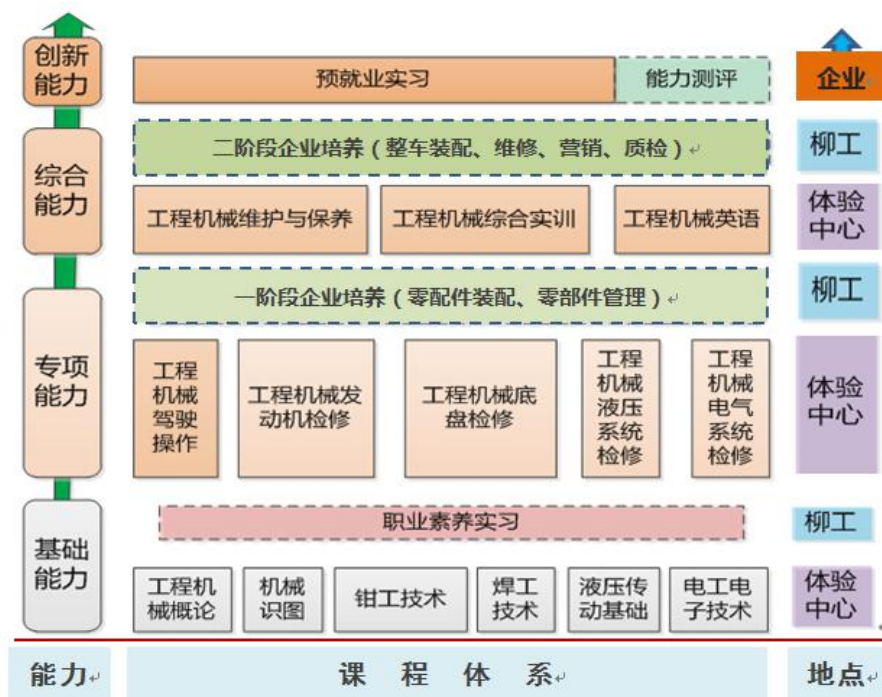 创新
能力
预就业实习
能力测评
企业
综合
能力
二阶段企业培养（整车装配、维修、营销、质检）
柳工
工程机械维护与保养
工程机械综合实训
工程机械英语
体验
中心
专项
能力
一阶段企业培养（零配件装配、零部件管理）
柳工
工程
机械
驾驶
操作
工程机械发
动机检修
工程机械底
盘检修
工程
机械
液压
系统
检修
工程
机械
电气
系统
检修
体验
中心
基础
能力
职业素养实习
柳工
工程机
械概论
机械
识图
钳工技术
焊工
技术
液压传
动基础
电工电
子技术
体验
中心
能力
课 程 体 系
地点